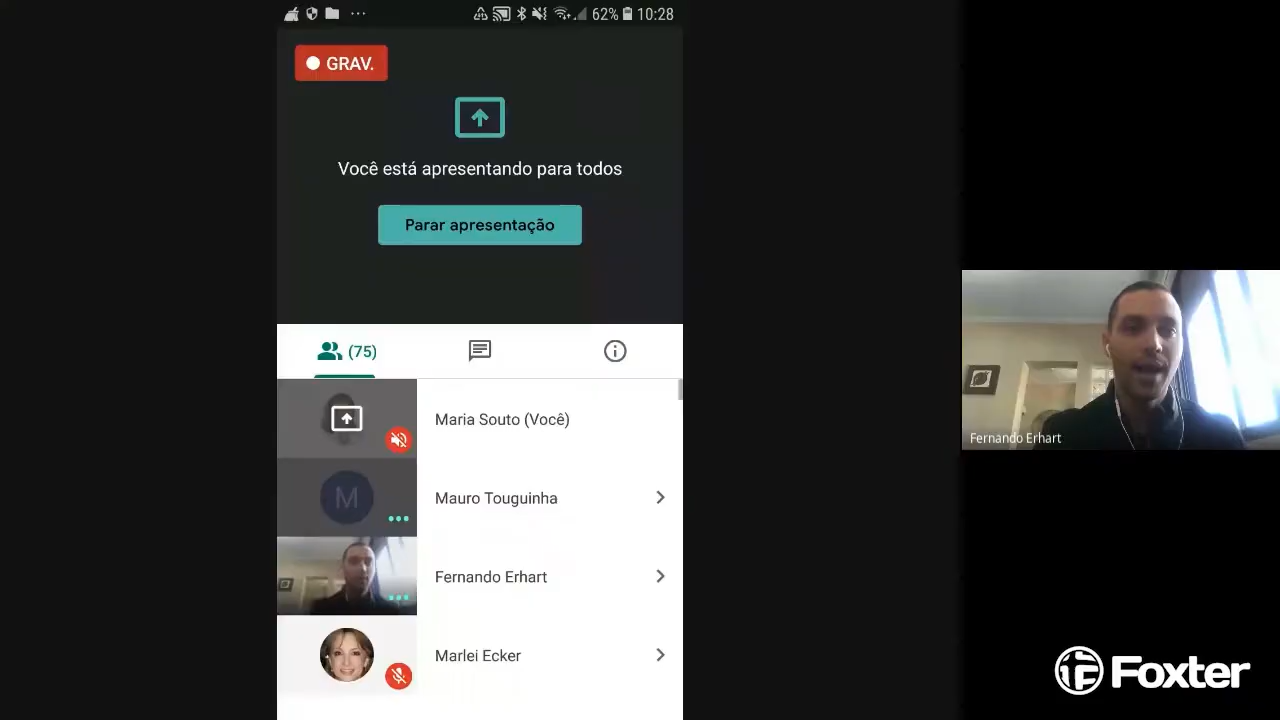 62% 10:28
GRAV.
Você está apresentando para todos
Parar apresentação
(75)
Maria Souto (Você)
M
Mauro Touguinha
Fernando Erhart
Marlei Ecker
Fernando Erhart
Foxter